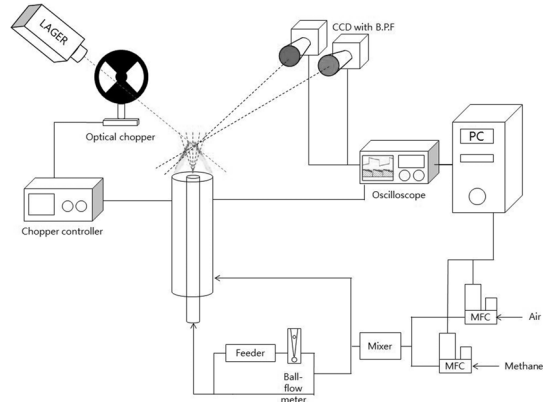 LAGER
CCD with B.P.F
Optical chopper
PC
Oscilloscope
Chopper controller
MFC
Air
Feeder
Mixer
Ball-
flow
meter
MFC
Methane